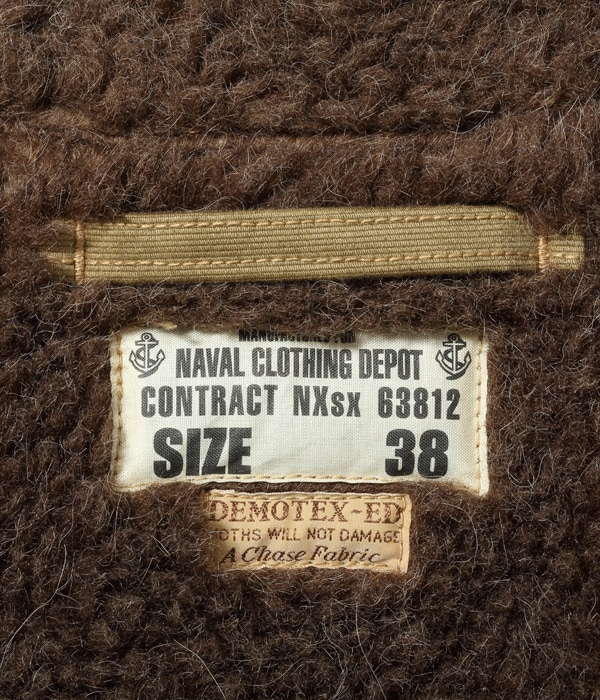 MANUFACTURED FOR
NAVAL CLOTHING DEPOT
CONTRACT NXsx 63812
SIZE 38
DEMOTEX~ED
MOTHS WILL NOT DAMAGE
A Chase Fabric